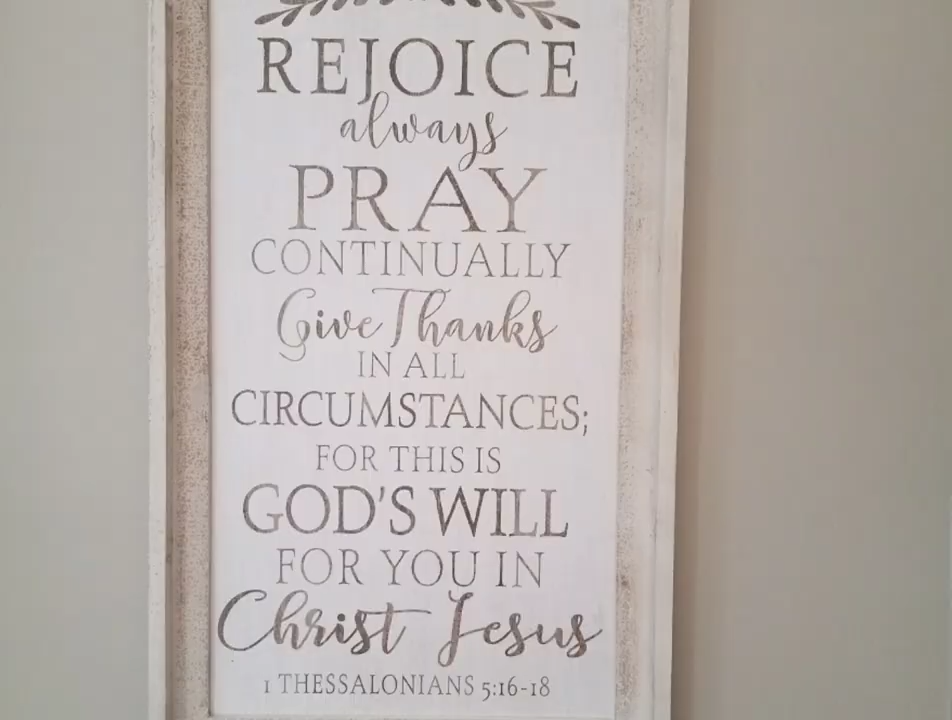 REJOICE
always
PRAY
CONTINUALLY
Give Thanks
IN ALL
CIRCUMSTANCES;
FOR THIS IS
GOD'S WILL
FOR YOU IN
Christ Jesus
1 THESSALONIANS 5:16-18